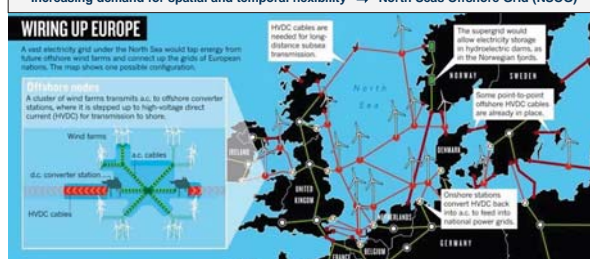 Increasing demand for spatial and temporal flexibility → North Seas Offshore Grid (NSOG)
WIRING UP EUROPE
A vast electricity grid under the North Sea would tap energy from
future offshore wind farms and connect up the grids of European
nations. The map shows one possible configuration.
Offshore nodes
A cluster of wind farms transmits a.c. to offshore converter
stations, where it is stepped up to high-voltage direct
current (HVDC) for transmission to shore.
Wind farms
a.c. cables
d.c. converter station
HVDC cables
HVDC cables are
needed for long-
distance subsea
transmission.
The supergrid would
allow electricity storage
in hydroelectric dams, as
in the Norwegian fjords.
NORWAY
SWEDEN
North
Sea
Some point-to-point
offshore HVDC cables
are already in place.
IRELAND
UNITED
KINGDOM
DENMARK
Onshore stations
convert HVDC back
into a.c. to feed into
national power grids.
NETHERLANDS
GERMANY
BELGIUM
FRANCE